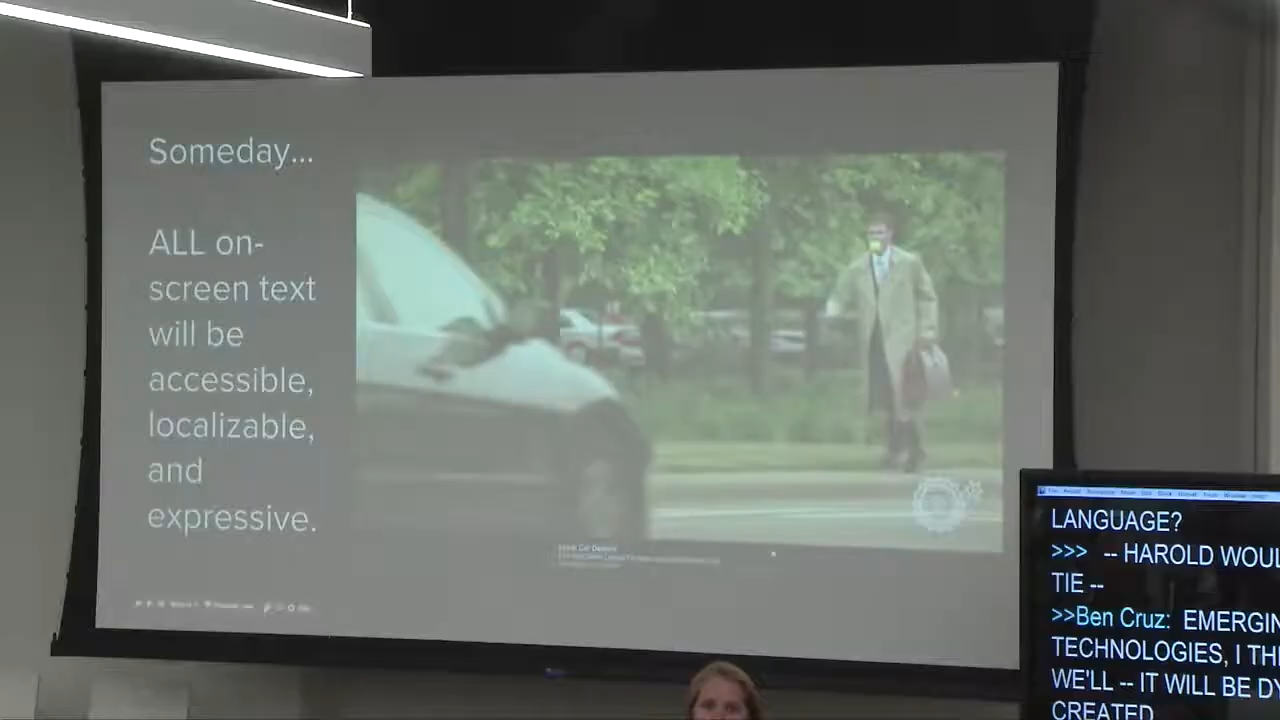 Someday...
ALL on-
screen text
will be
accessible,
localizable,
and
expressive.
LANGUAGE?
>>> -- HAROLD WOUL
TIE --
>>Ben Cruz: EMERGIN
TECHNOLOGIES, I TH
WE'LL -- IT WILL BE DY
CREATED